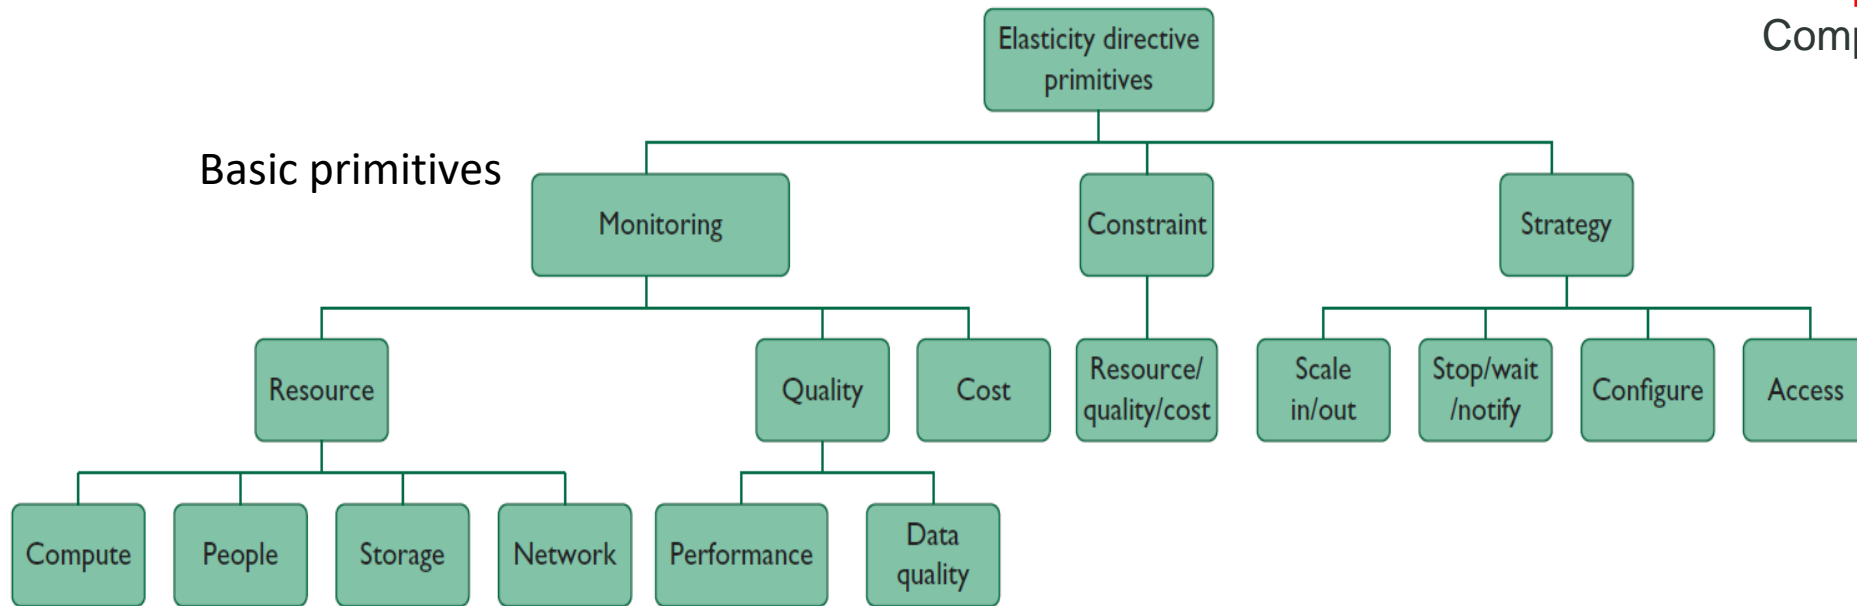 Comp
Elasticity directive
primitives
Basic primitives
Monitoring
Constraint
Strategy
Resource
Quality
Cost
Resource/
quality/cost
Scale
in/out
Stop/wait
/notify
Configure
Access
Compute
People
Storage
Network
Performance
Data
quality